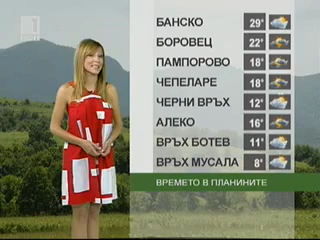 1
БАНСКО 29°
БОРОВЕЦ 22°
ПАМПОРОВО 18°
ЧЕПЕЛАРЕ 18°
ЧЕРНИ ВРЪХ 12°
АЛЕКО 16°
ВРЪХ БОТЕВ 11°
ВРЪХ МУСАЛА 8°
ВРЕМЕТО В ПЛАНИНИТЕ